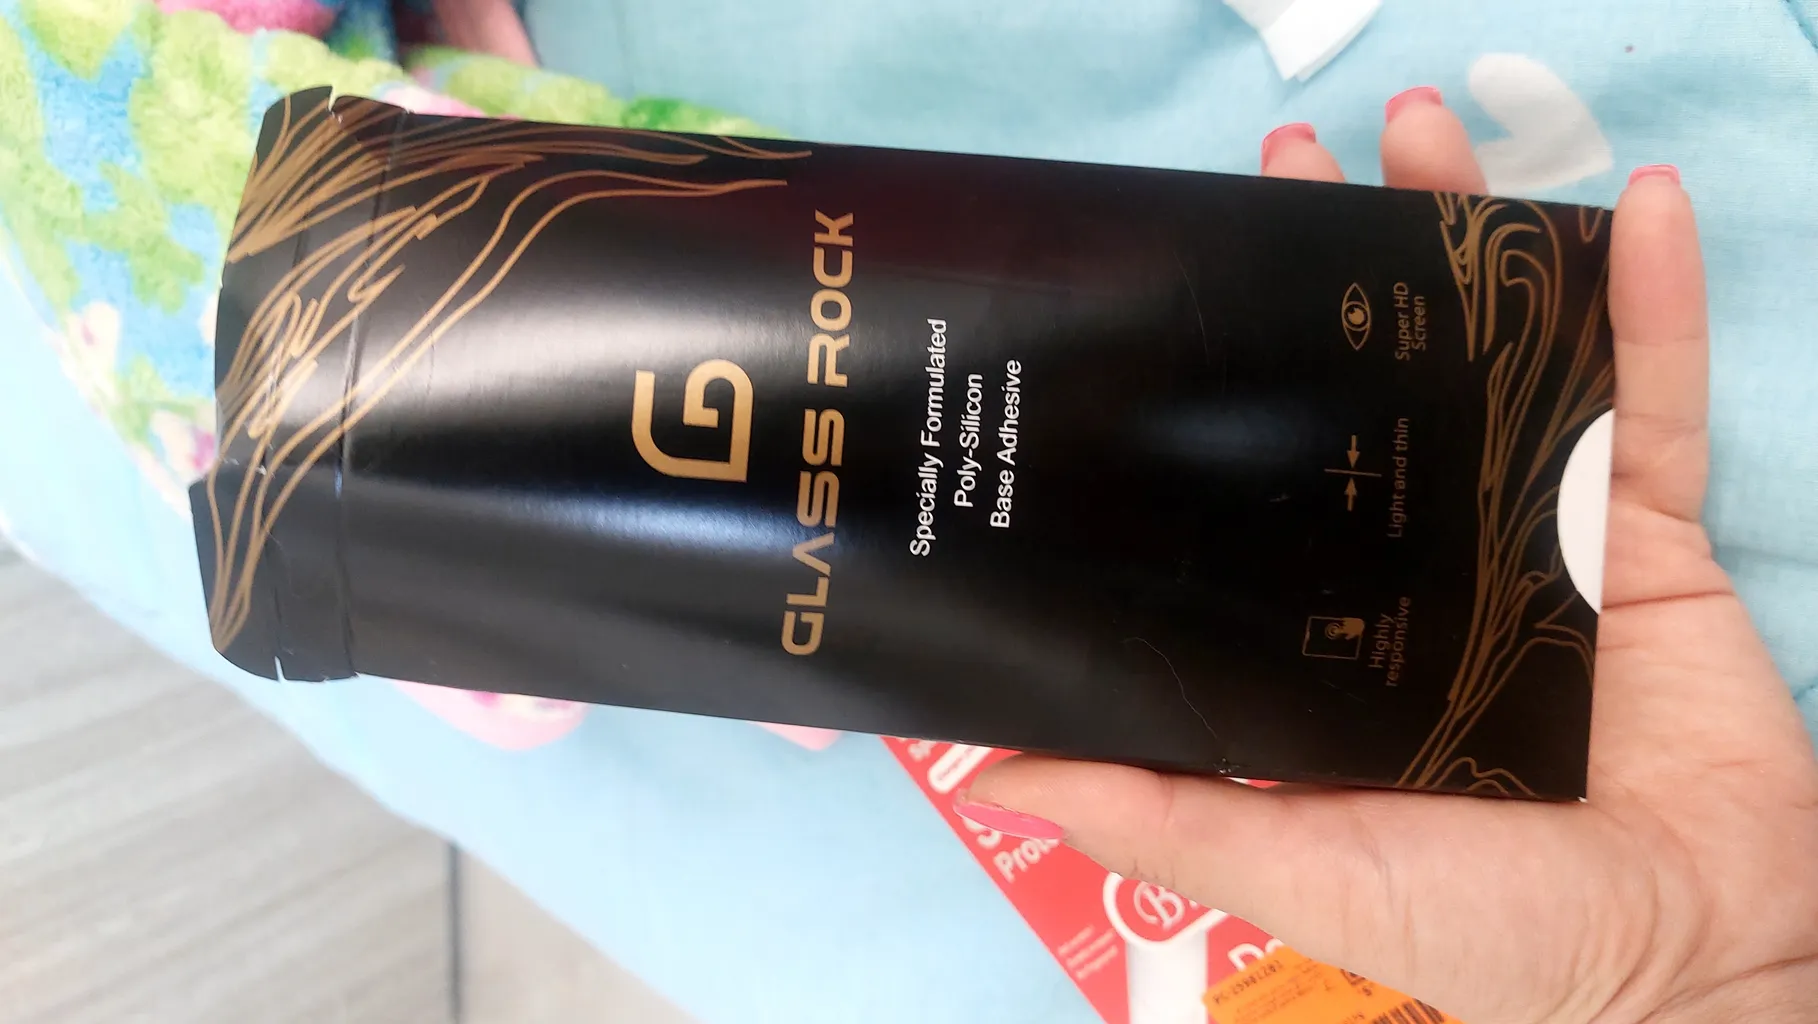 GLASS ROCK
Specially Formulated
Poly-Silicon
Base Adhesive
Highly
responsive
Light and thin
Super HD
Screen